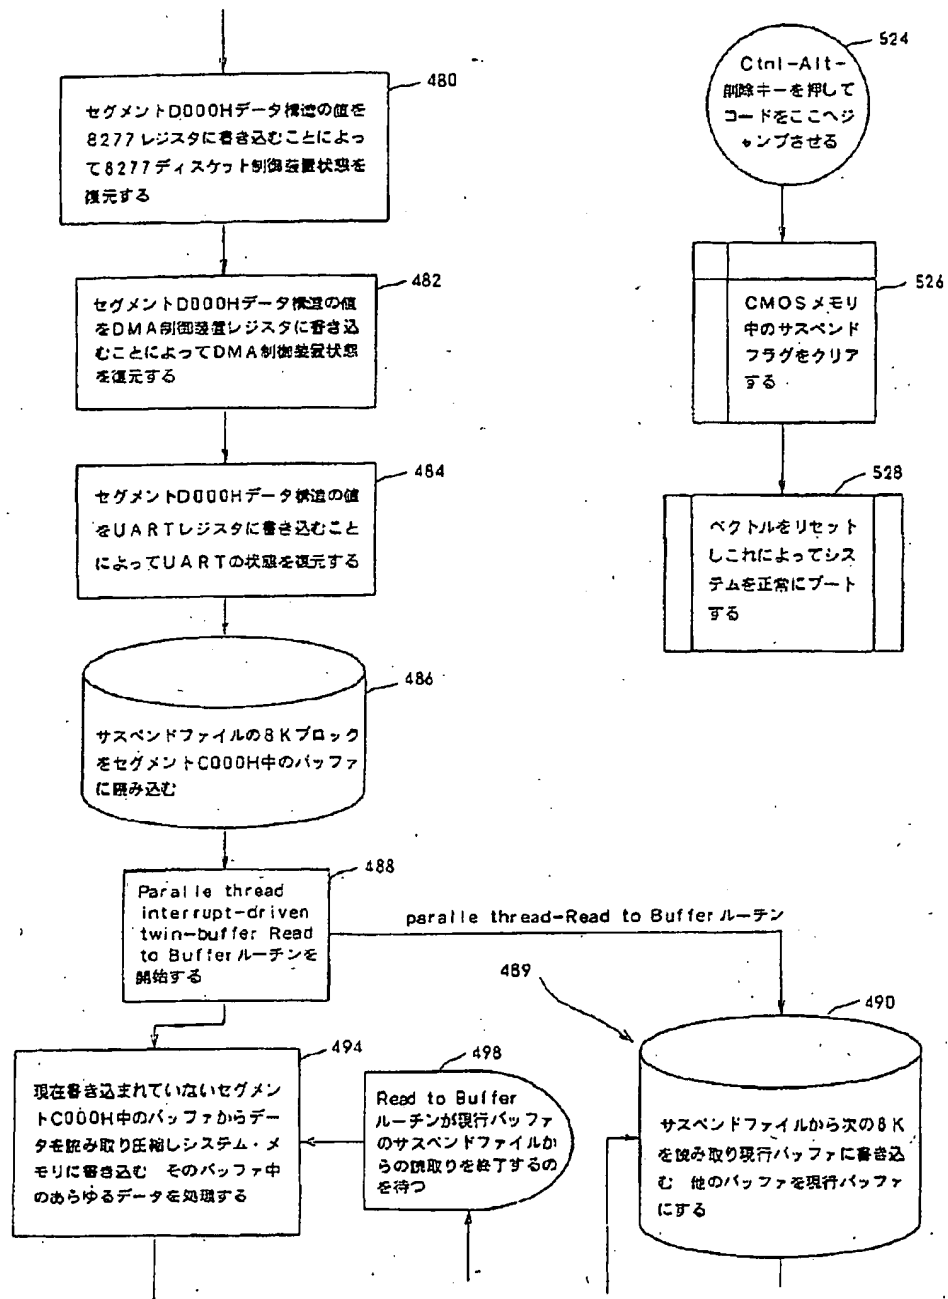 480
セグメントD000Hデータ構造の値を
8277レジスタに書き込むことによっ
て8277ディスケット制御装置状態を
復元する
482
セグメントD000Hデータ構造の値
をDMA制御装置レジスタに書き込
むことによってDMA制御装置状態
を復元する
484
セグメントD000Hデータ構造の値
をUARTレジスタに書き込むこと
によってUARTの状態を復元する
486
サスペンドファイルの8Kブロック
をセグメントC000H中のバッファ
に読み込む
488
Paralle thread
interrupt-driven
twin-buffer Read
to Bufferルーチンを
開始する
paralle thread-Read to Bufferルーチン
489
490
サスペンドファイルから次の8K
を読み取り現行バッファに書き込
む 他のバッファを現行バッファ
にする
494
現在書き込まれていないセグメン
トC000H中のバッファからデー
タを読み取り圧縮しシステム・メ
モリに書き込む そのバッファ中
のあらゆるデータを処理する
498
Read to Buffer
ルーチンが現行バッファ
のサスペンドファイルか
らの読取りを終了するの
を待つ
524
Ctrl-Alt-
削除キーを押して
コードをここへジ
ャンプさせる
526
CMOSメモリ
中のサスペンド
フラグをクリア
する
528
ベクトルをリセット
しこれによってシス
テムを正常にブート
する